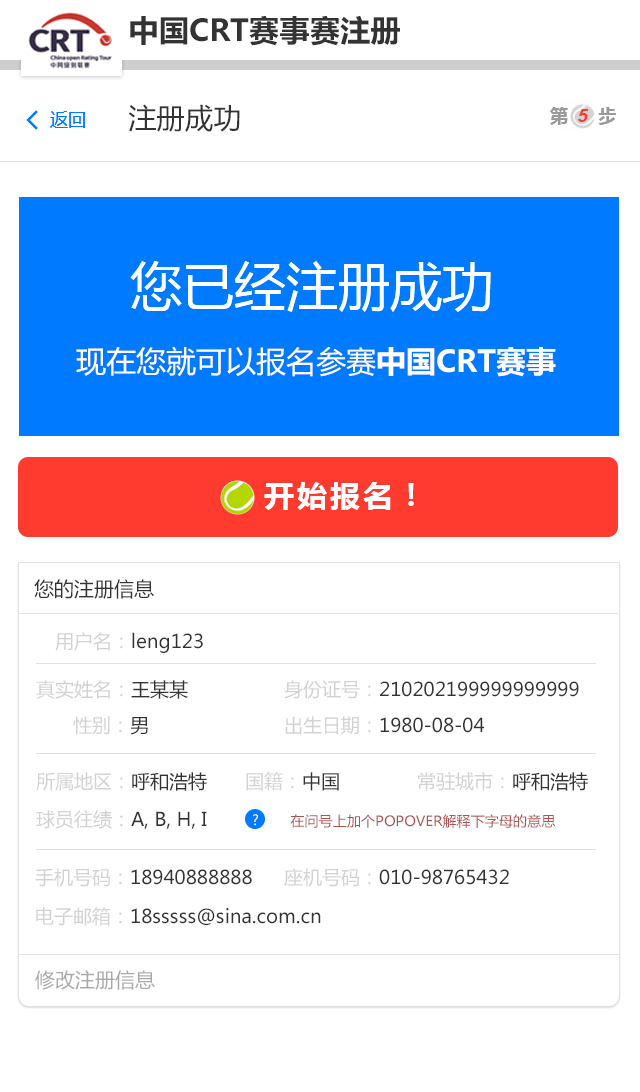 CRT
China open Rating Tour
中网级别联赛
中国CRT赛事赛注册
返回
注册成功
第5步
您已经注册成功
现在您就可以报名参赛中国CRT赛事
开始报名！
您的注册信息
用户名：leng123
真实姓名：王某某 身份证号：210202199999999999
性别：男 出生日期：1980-08-04
所属地区：呼和浩特 国籍：中国 常驻城市：呼和浩特
球员往绩：A, B, H, I ? 在问号上加个POPOVER解释下字母的意思
手机号码：18940888888 座机号码：010-98765432
电子邮箱：18sssss@sina.com.cn
修改注册信息